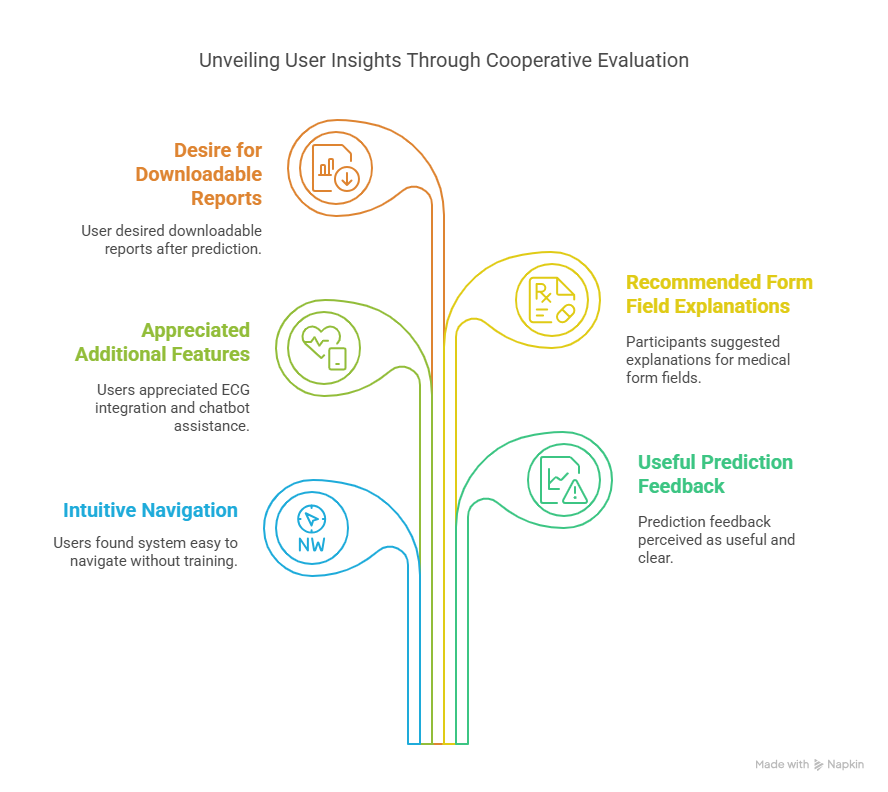 Unveiling User Insights Through Cooperative Evaluation
Desire for
Downloadable
Reports
User desired downloadable
reports after prediction.
Recommended Form
Field Explanations
Participants suggested
explanations for medical
form fields.
Appreciated
Additional Features
Users appreciated ECG
integration and chatbot
assistance.
Useful Prediction
Feedback
Prediction feedback
perceived as useful and
clear.
Intuitive Navigation
Users found system easy to
navigate without training.
NW
Made with Napkin